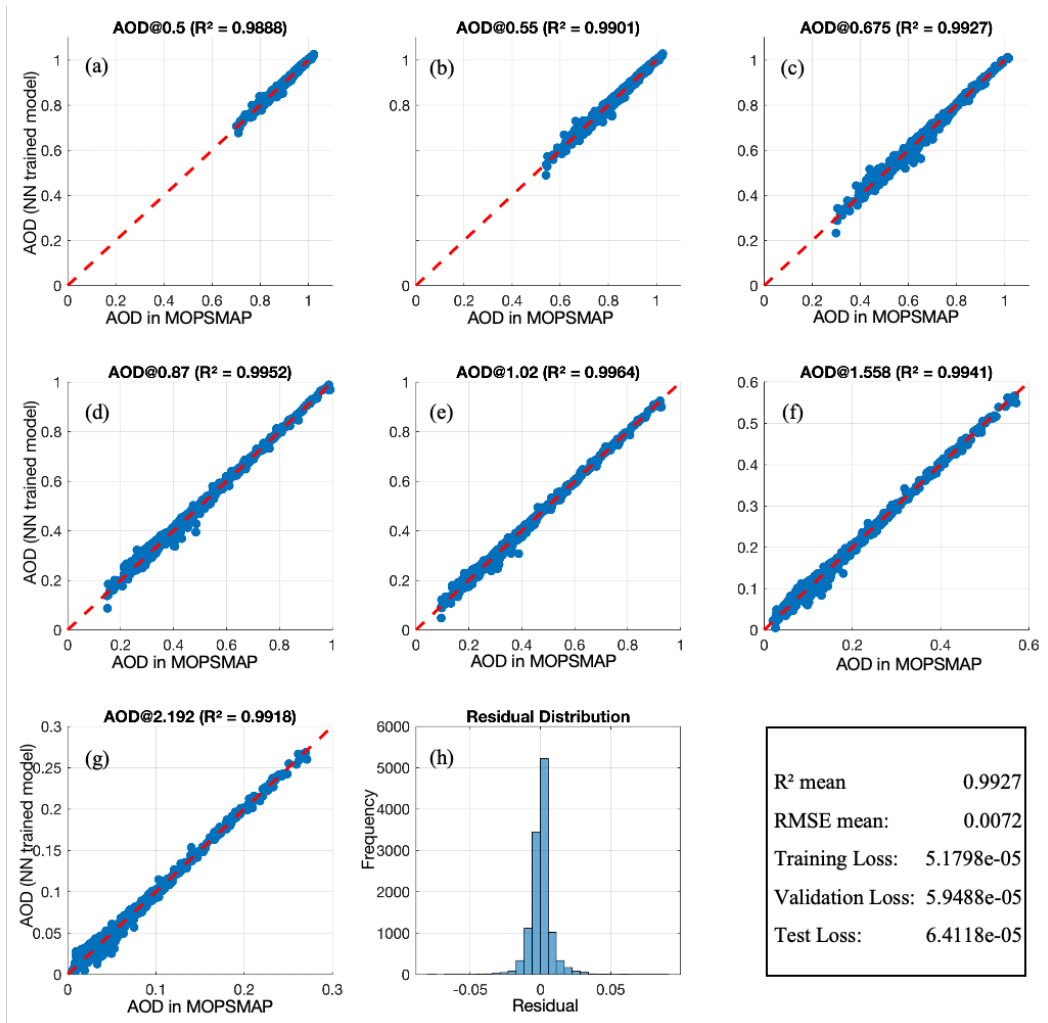 AOD@0.5 (R² = 0.9888)
(a)
AOD (NN trained model)
1
0.8
0.6
0.4
0.2
0
0 0.2 0.4 0.6 0.8 1
AOD in MOPSMAP
AOD@0.55 (R² = 0.9901)
(b)
1
0.8
0.6
0.4
0.2
0
0 0.2 0.4 0.6 0.8 1
AOD in MOPSMAP
AOD@0.675 (R² = 0.9927)
(c)
1
0.8
0.6
0.4
0.2
0
0 0.2 0.4 0.6 0.8 1
AOD in MOPSMAP
AOD@0.87 (R² = 0.9952)
(d)
AOD (NN trained model)
1
0.8
0.6
0.4
0.2
0
0 0.2 0.4 0.6 0.8 1
AOD in MOPSMAP
AOD@1.02 (R² = 0.9964)
(e)
1
0.8
0.6
0.4
0.2
0
0 0.2 0.4 0.6 0.8 1
AOD in MOPSMAP
AOD@1.558 (R² = 0.9941)
(f)
0.6
0.5
0.4
0.3
0.2
0.1
0
0 0.2 0.4 0.6
AOD in MOPSMAP
AOD@2.192 (R² = 0.9918)
(g)
AOD (NN trained model)
0.3
0.25
0.2
0.15
0.1
0.05
0
0 0.1 0.2 0.3
AOD in MOPSMAP
Residual Distribution
(h)
Frequency
6000
5000
4000
3000
2000
1000
0
-0.05 0 0.05
Residual
R² mean 0.9927
RMSE mean: 0.0072
Training Loss: 5.1798e-05
Validation Loss: 5.9488e-05
Test Loss: 6.4118e-05